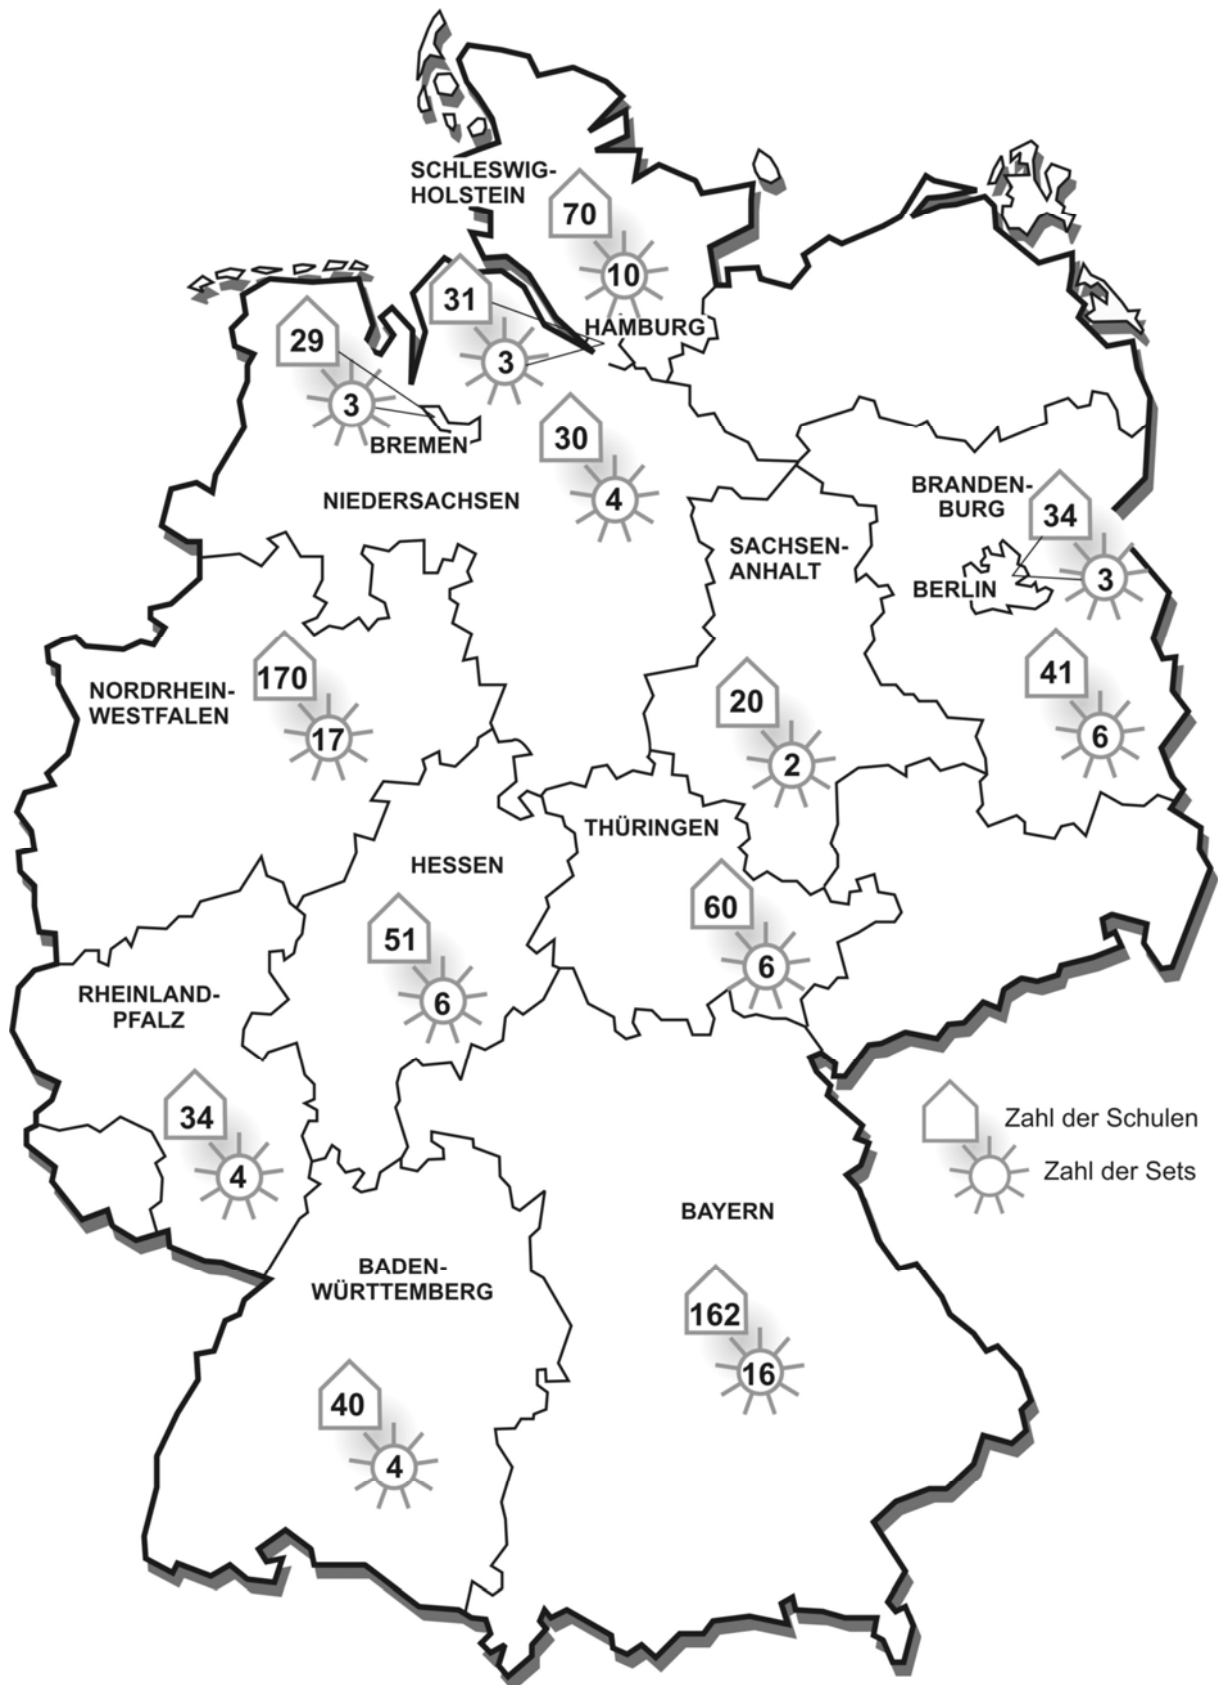 SCHLESWIG-
HOLSTEIN
70
10
31
3
HAMBURG
29
3
BREMEN
30
4
NIEDERSACHSEN
BRANDEN-
BURG
34
3
BERLIN
SACHSEN-
ANHALT
41
6
20
2
NORDRHEIN-
WESTFALEN
170
17
THÜRINGEN
60
6
HESSEN
51
6
RHEINLAND-
PFALZ
34
4
Zahl der Schulen
Zahl der Sets
BAYERN
162
16
BADEN-
WÜRTTEMBERG
40
4